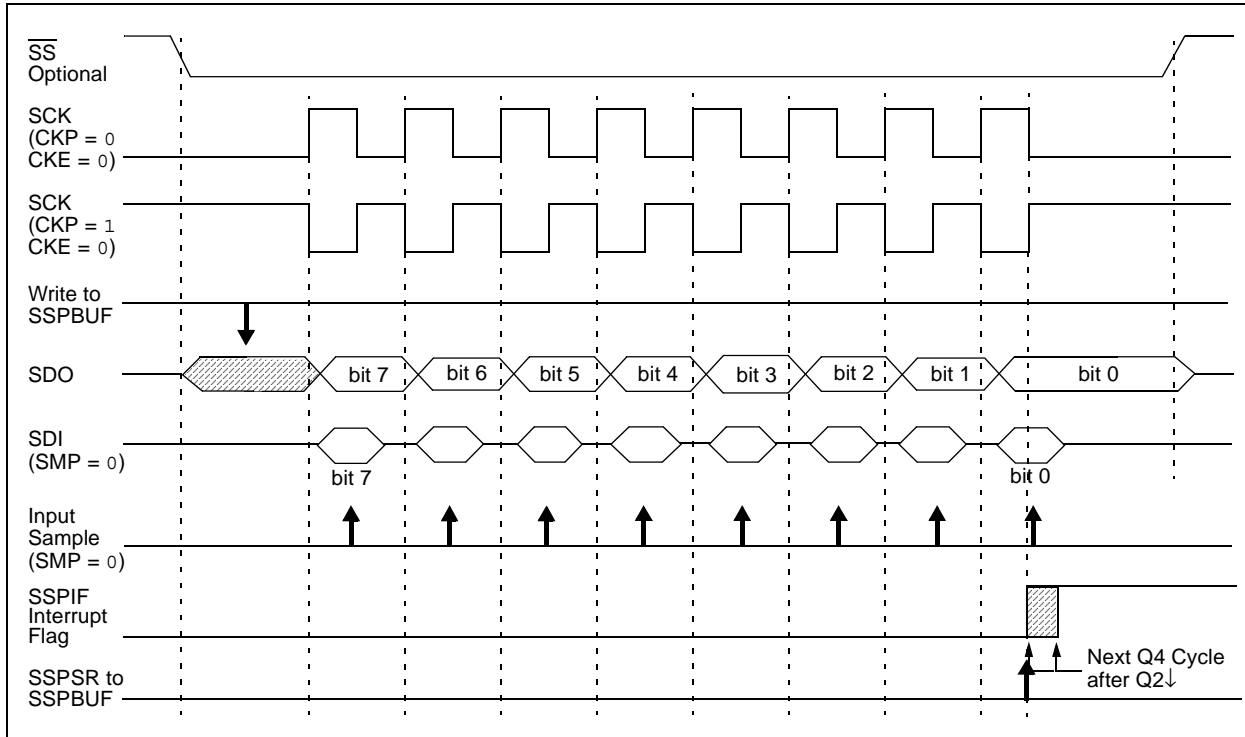 SS
Optional
SCK
(CKP = 0
CKE = 0)
SCK
(CKP = 1
CKE = 0)
Write to
SSPBUF
SDO
bit 7
bit 6
bit 5
bit 4
bit 3
bit 2
bit 1
bit 0
SDI
(SMP = 0)
bit 7
bit 0
Input
Sample
(SMP = 0)
SSPIF
Interrupt
Flag
Next Q4 Cycle
after Q2↓
SSPSR to
SSPBUF